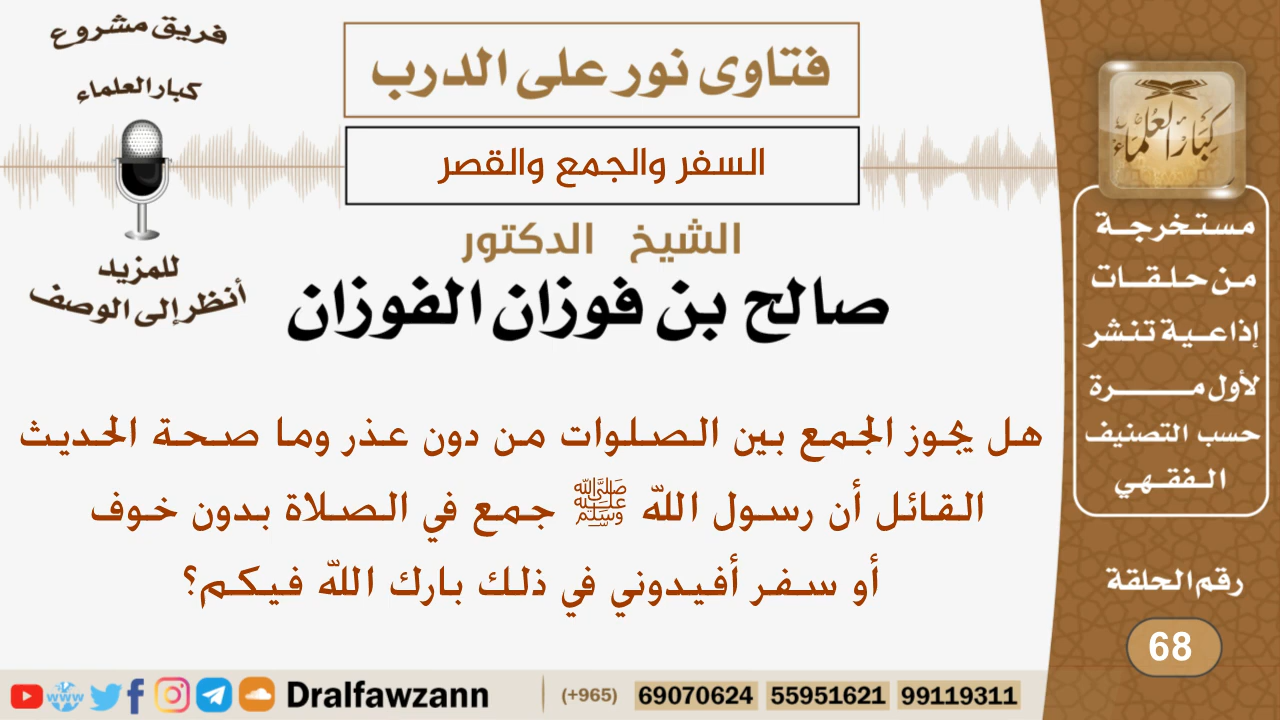 فريق مشروع
كبار العلماء
فتاوى نور على الدرب
السفر والجمع والقصر
الشيخ الدكتور
صالح بن فوزان الفوزان
للمزيد
أنظر إلى الوصف
هل يجوز الجمع بين الصلوات من دون عذر وما صحة الحديث
القائل أن رسول الله ﷺ جمع في الصلاة بدون خوف
أو سفر أفيدوني في ذلك بارك الله فيكم؟
كبار العلماء
مستخرجة
من حلقات
إذاعية تنشر
لأول مرة
حسب التصنيف
الفقهي
رقم الحلقة
68
www
Dralfawzann (+965) 69070624 55951621 99119311